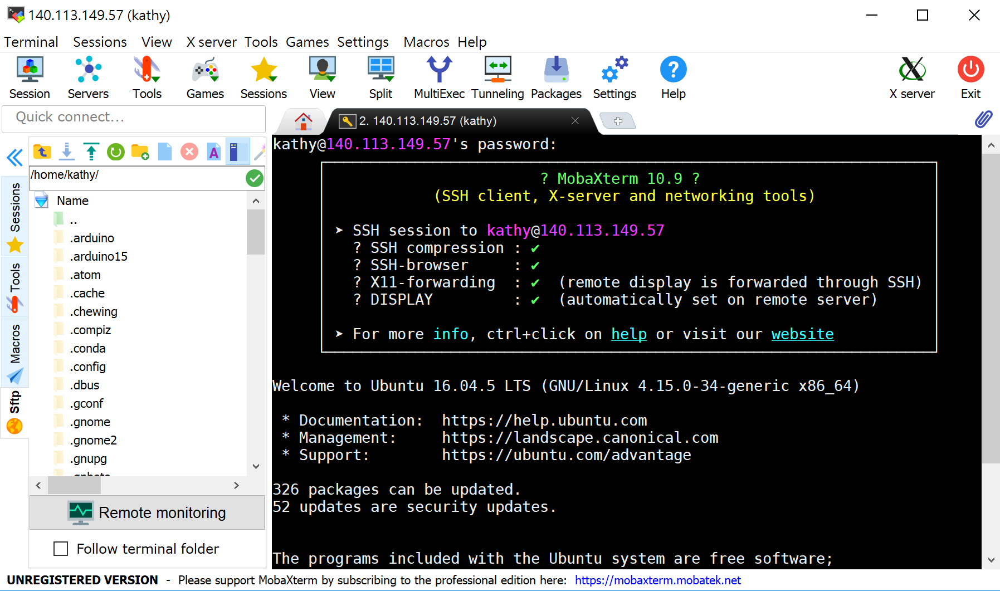 140.113.149.57 (kathy)
Terminal Sessions View X server Tools Games Settings Macros Help
Session Servers Tools Games Sessions View Split MultiExec Tunneling Packages Settings Help X server Exit
Quick connect...
2. 140.113.149.57 (kathy)
/home/kathy/
Name
..
.arduino
.arduino15
.atom
.cache
.chewing
.compiz
.conda
.config
.dbus
.gconf
.gnome
.gnome2
.gnupg
Sessions
Tools
Macros
Sftp
Remote monitoring
Follow terminal folder
kathy@140.113.149.57's password:
? MobaXterm 10.9 ?
(SSH client, X-server and networking tools)
➤ SSH session to kathy@140.113.149.57
? SSH compression : ✔
? SSH-browser : ✔
? X11-forwarding : ✔ (remote display is forwarded through SSH)
? DISPLAY : ✔ (automatically set on remote server)
➤ For more info, ctrl+click on help or visit our website
Welcome to Ubuntu 16.04.5 LTS (GNU/Linux 4.15.0-34-generic x86_64)
* Documentation: https://help.ubuntu.com
* Management: https://landscape.canonical.com
* Support: https://ubuntu.com/advantage
326 packages can be updated.
52 updates are security updates.
The programs included with the Ubuntu system are free software;
UNREGISTERED VERSION - Please support MobaXterm by subscribing to the professional edition here: https://mobaxterm.mobatek.net